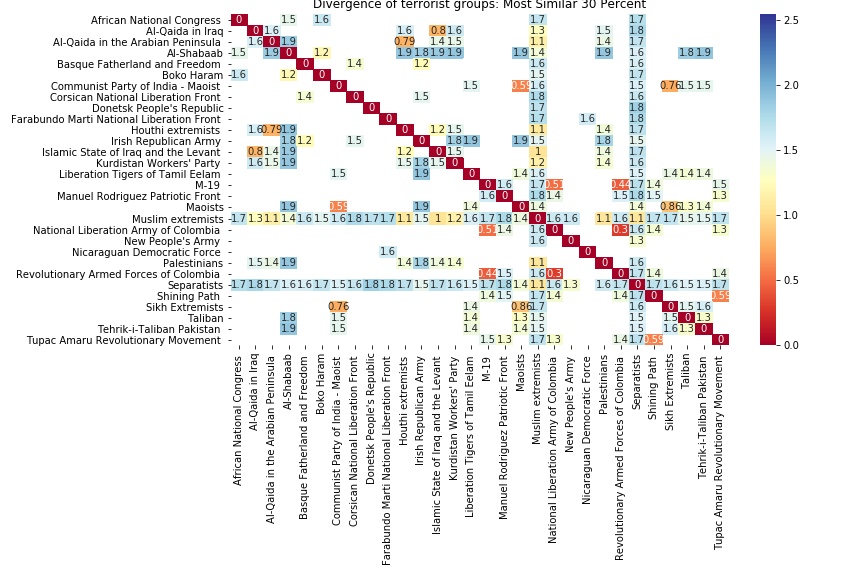 Divergence of terrorist groups: Most Similar 30 Percent
African National Congress 0 1.5 1.6 1.7 1.7
Al-Qaida in Iraq 0 1.6 1.6 0.8 1.6 1.3 1.5 1.8
Al-Qaida in the Arabian Peninsula 1.6 0 1.9 0.79 1.4 1.5 1.1 1.4 1.7
Al-Shabaab 1.5 1.9 0 1.2 1.9 1.8 1.9 1.9 1.9 1.4 1.9 1.6 1.8 1.9
Basque Fatherland and Freedom 0 1.4 1.2 1.6 1.6
Boko Haram 1.6 1.2 0 1.5 1.7
Communist Party of India - Maoist 0 1.5 0.59 1.6 1.5 0.76 1.5 1.5
Corsican National Liberation Front 1.4 0 1.5 1.8 1.6
Donetsk People's Republic 0 1.7 1.8
Farabundo Marti National Liberation Front 0 1.7 1.6 1.8
Houthi extremists 1.6 0.79 1.9 0 1.2 1.5 1.1 1.4 1.7
Irish Republican Army 1.8 1.2 1.5 0 1.8 1.9 1.9 1.5 1.8 1.5
Islamic State of Iraq and the Levant 0.8 1.4 1.9 1.2 0 1.5 1 1.4 1.7
Kurdistan Workers' Party 1.6 1.5 1.9 1.5 1.8 1.5 0 1.2 1.4 1.6
Liberation Tigers of Tamil Eelam 1.5 1.9 0 1.4 1.6 1.5 1.4 1.4 1.4
M-19 0 1.6 1.7 0.51 0.44 1.7 1.4 1.5
Manuel Rodriguez Patriotic Front 1.6 0 1.8 1.4 1.5 1.8 1.5 1.3
Maoists 0.59 1.9 1.4 0 1.4 1.4 0.86 1.3 1.4
Muslim extremists 1.7 1.3 1.1 1.4 1.6 1.5 1.6 1.8 1.7 1.7 1.1 1.5 1 1.2 1.6 1.7 1.8 1.4 0 1.6 1.6 1.1 1.6 1.1 1.7 1.7 1.5 1.5 1.7
National Liberation Army of Colombia 0.51 1.4 1.6 0 0.3 1.6 1.4 1.3
New People's Army 1.6 0 1.3
Nicaraguan Democratic Force 1.6 0
Palestinians 1.5 1.4 1.9 1.4 1.8 1.4 1.4 1.1 0 1.6
Revolutionary Armed Forces of Colombia 0.44 1.5 1.6 0.3 0 1.7 1.4 1.4
Separatists 1.7 1.8 1.7 1.6 1.6 1.7 1.5 1.6 1.8 1.8 1.7 1.5 1.7 1.6 1.5 1.7 1.8 1.4 1.1 1.6 1.3 1.6 1.7 0 1.7 1.6 1.5 1.5 1.7
Shining Path 1.4 1.5 1.7 1.4 1.4 1.7 0 0.59
Sikh Extremists 0.76 1.4 0.86 1.7 1.6 0 1.5 1.6
Taliban 1.8 1.5 1.4 1.3 1.5 1.5 1.5 0 1.3
Tehrik-i-Taliban Pakistan 1.9 1.5 1.4 1.4 1.5 1.5 1.6 1.3 0
Tupac Amaru Revolutionary Movement 1.5 1.3 1.7 1.3 1.4 1.7 0.59 0
African National Congress
Al-Qaida in Iraq
Al-Qaida in the Arabian Peninsula
Al-Shabaab
Basque Fatherland and Freedom
Boko Haram
Communist Party of India - Maoist
Corsican National Liberation Front
Donetsk People's Republic
Farabundo Marti National Liberation Front
Houthi extremists
Irish Republican Army
Islamic State of Iraq and the Levant
Kurdistan Workers' Party
Liberation Tigers of Tamil Eelam
M-19
Manuel Rodriguez Patriotic Front
Maoists
Muslim extremists
National Liberation Army of Colombia
New People's Army
Nicaraguan Democratic Force
Palestinians
Revolutionary Armed Forces of Colombia
Separatists
Shining Path
Sikh Extremists
Taliban
Tehrik-i-Taliban Pakistan
Tupac Amaru Revolutionary Movement
2.5
2.0
1.5
1.0
0.5
0.0